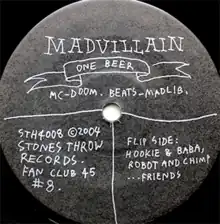 MADVILLAIN
ONE BEER
MC-DOOM. BEATS-MADLIB.
STH4008 ©2004
STONES THROW
RECORDS.
FAN CLUB 45
#8.
FLIP SIDE:
HOOKIE & BABA,
ROBOT AND CHIMP
...FRIENDS